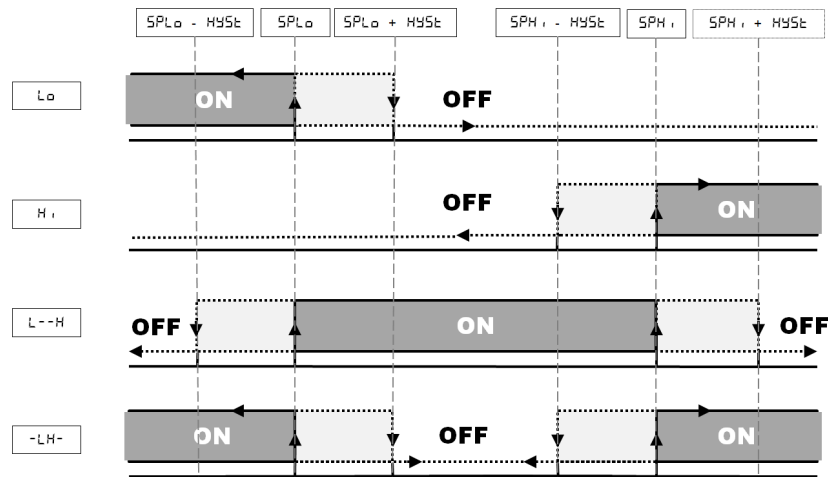 SPLo - HYSt
SPLo
SPLo + HYSt
SPHi - HYSt
SPHi
SPHi + HYSt
Lo
ON
OFF
Hi
OFF
ON
L--H
OFF
ON
OFF
-LH-
ON
OFF
ON